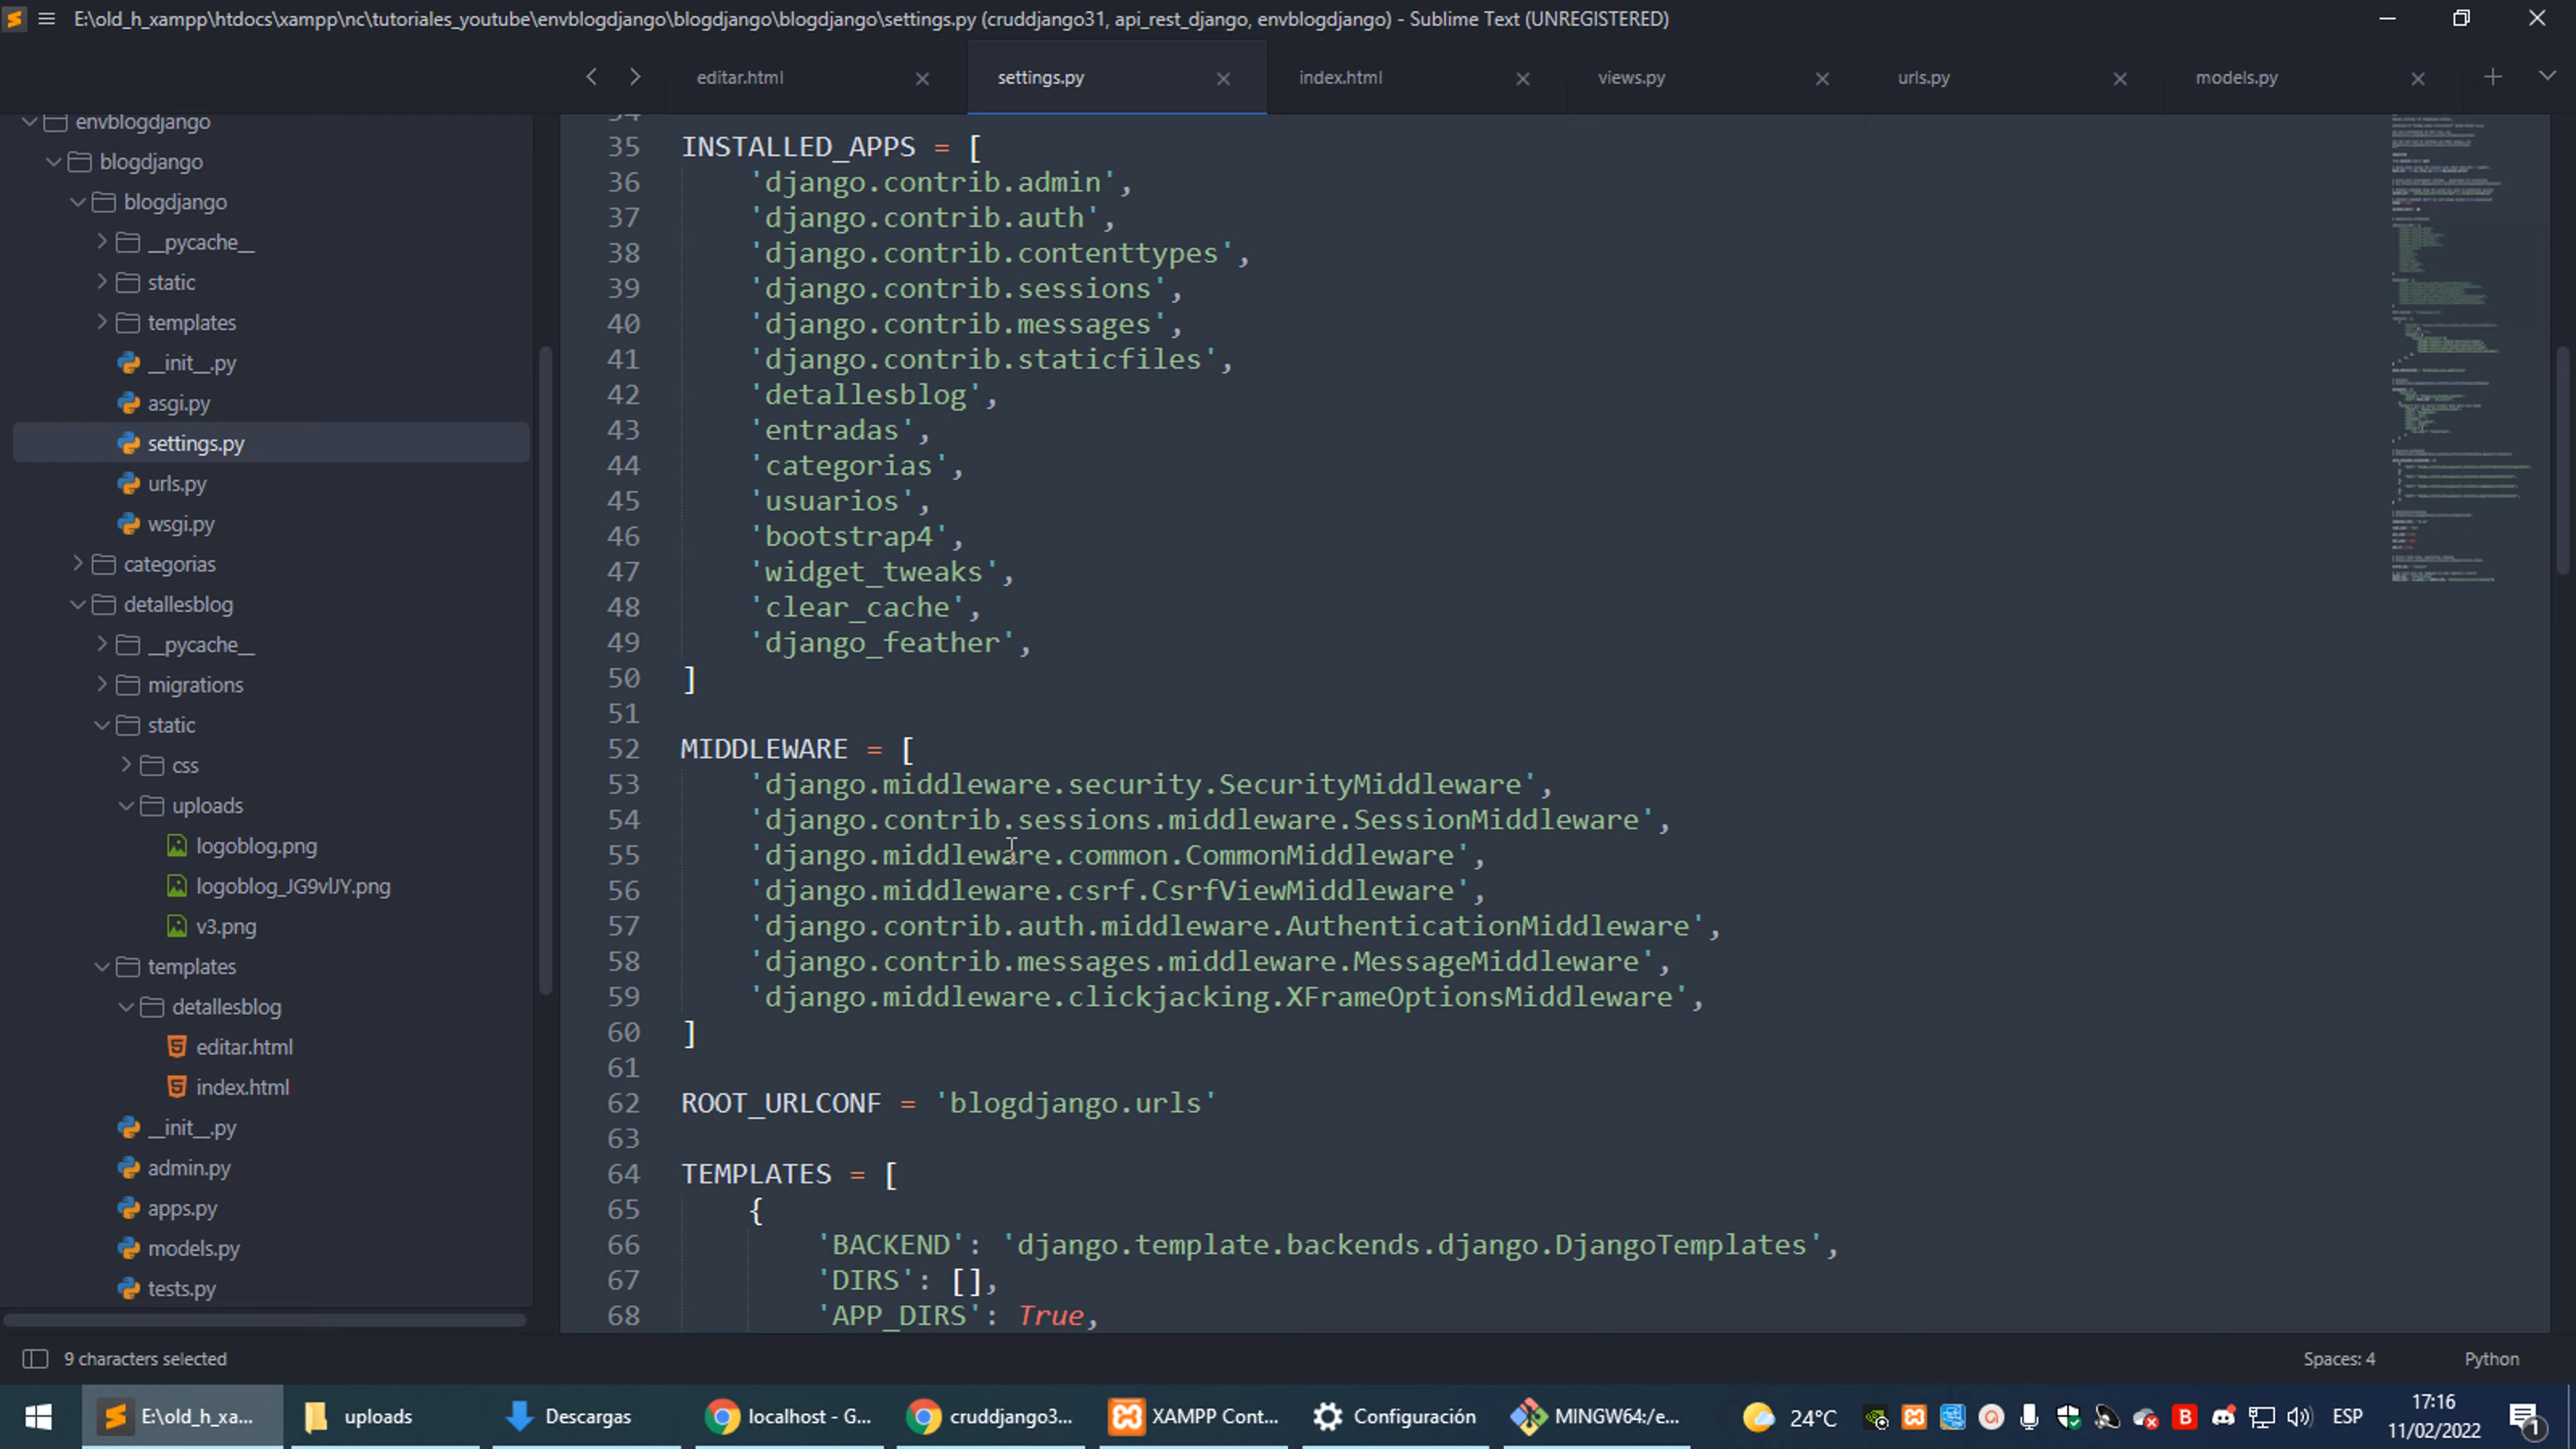 E:\old_h_xampp\htdocs\xampp\nc\tutoriales_youtube\envblogdjango\blogdjango\blogdjango\settings.py (cruddjango31, api_rest_django, envblogdjango) - Sublime Text (UNREGISTERED)
editar.html
settings.py
index.html
views.py
urls.py
models.py
envblogdjango
blogdjango
blogdjango
__pycache__
static
templates
__init__.py
asgi.py
settings.py
urls.py
wsgi.py
categorias
detallesblog
__pycache__
migrations
static
css
uploads
logoblog.png
logoblog_JG9vlJY.png
v3.png
templates
detallesblog
editar.html
index.html
__init__.py
admin.py
apps.py
models.py
tests.py
34
35 INSTALLED_APPS = [
36 'django.contrib.admin',
37 'django.contrib.auth',
38 'django.contrib.contenttypes',
39 'django.contrib.sessions',
40 'django.contrib.messages',
41 'django.contrib.staticfiles',
42 'detallesblog',
43 'entradas',
44 'categorias',
45 'usuarios',
46 'bootstrap4',
47 'widget_tweaks',
48 'clear_cache',
49 'django_feather',
50 ]
51
52 MIDDLEWARE = [
53 'django.middleware.security.SecurityMiddleware',
54 'django.contrib.sessions.middleware.SessionMiddleware',
55 'django.middleware.common.CommonMiddleware',
56 'django.middleware.csrf.CsrfViewMiddleware',
57 'django.contrib.auth.middleware.AuthenticationMiddleware',
58 'django.contrib.messages.middleware.MessageMiddleware',
59 'django.middleware.clickjacking.XFrameOptionsMiddleware',
60 ]
61
62 ROOT_URLCONF = 'blogdjango.urls'
63
64 TEMPLATES = [
65 {
66 'BACKEND': 'django.template.backends.django.DjangoTemplates',
67 'DIRS': [],
68 'APP_DIRS': True,
9 characters selected
Spaces: 4
Python
E:\old_h_xa...
uploads
Descargas
localhost - G...
cruddjango3...
XAMPP Cont...
Configuración
MINGW64:/e...
24°C
ESP
17:16
11/02/2022
1